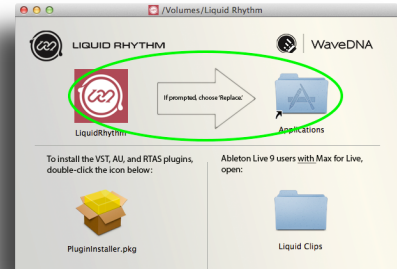 /Volumes/Liquid Rhythm
LIQUID RHYTHM
WaveDNA
If prompted, choose 'Replace.'
LiquidRhythm
Applications
To install the VST, AU, and RTAS plugins,
double-click the icon below:
Ableton Live 9 users with Max for Live,
open:
PluginInstaller.pkg
Liquid Clips